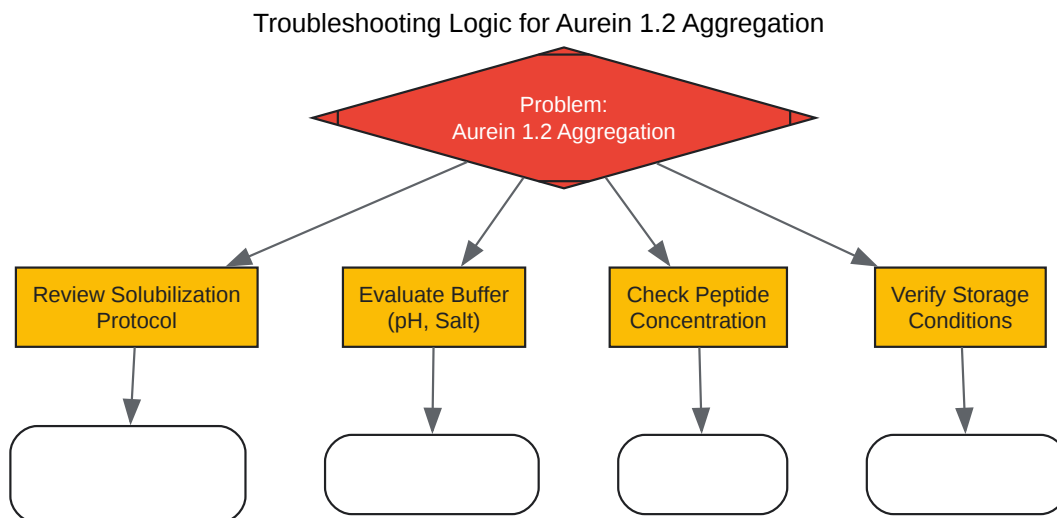 Troubleshooting Logic for Aurein 1.2 Aggregation
Problem:
Aurein 1.2 Aggregation
Review Solubilization
Protocol
Evaluate Buffer
(pH, Salt)
Check Peptide
Concentration
Verify Storage
Conditions